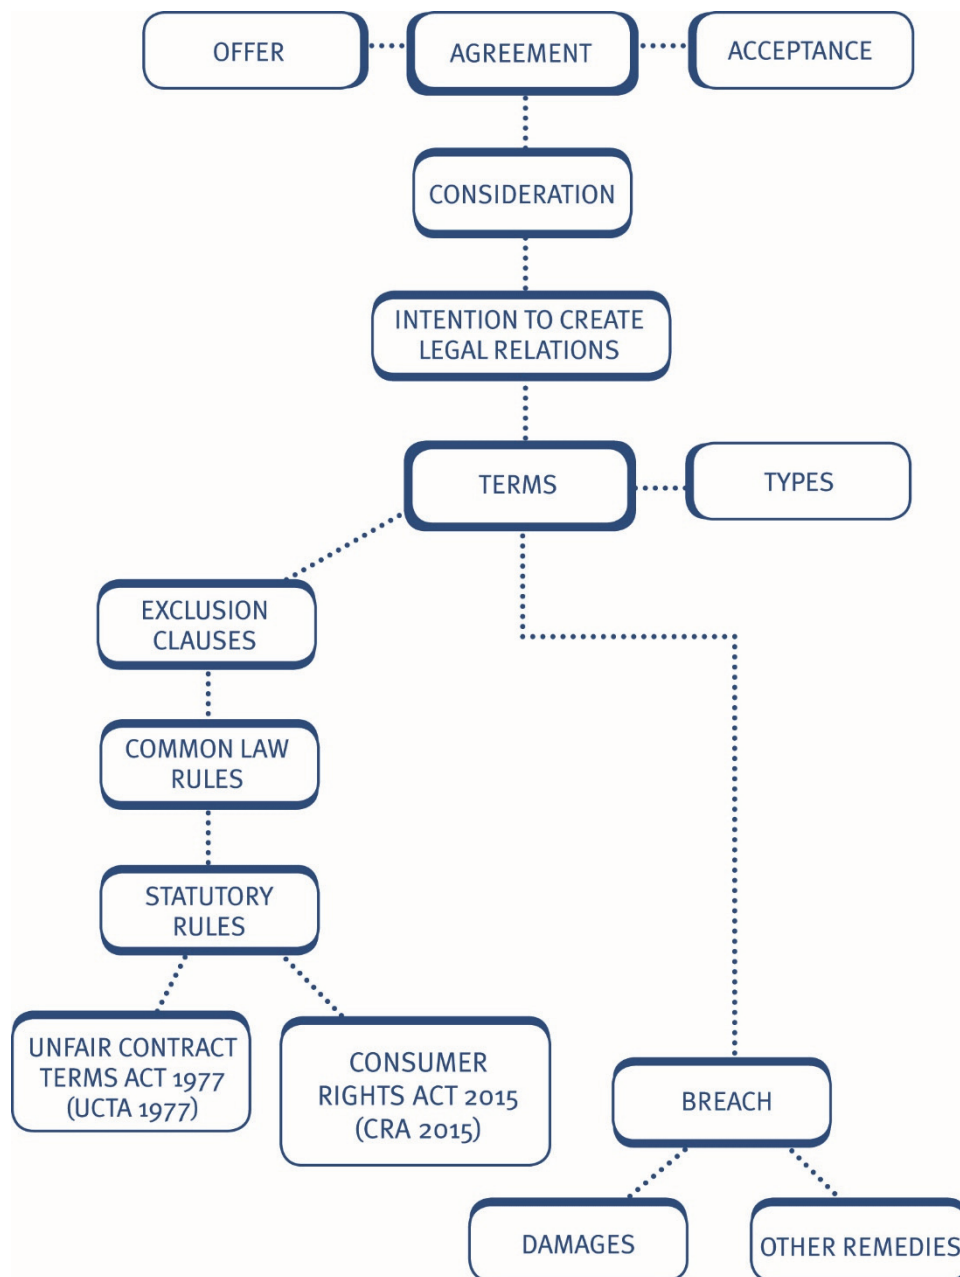 OFFER
AGREEMENT
ACCEPTANCE
CONSIDERATION
INTENTION TO CREATE
LEGAL RELATIONS
TERMS
TYPES
EXCLUSION
CLAUSES
COMMON LAW
RULES
STATUTORY
RULES
UNFAIR CONTRACT
TERMS ACT 1977
(UCTA 1977)
CONSUMER
RIGHTS ACT 2015
(CRA 2015)
BREACH
DAMAGES
OTHER REMEDIES